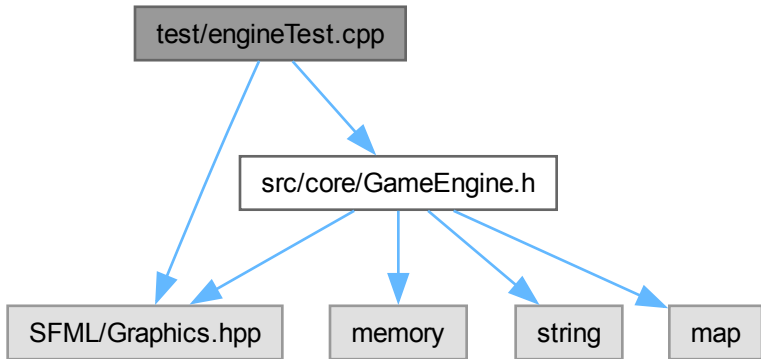 test/engineTest.cpp
src/core/GameEngine.h
SFML/Graphics.hpp
memory
string
map